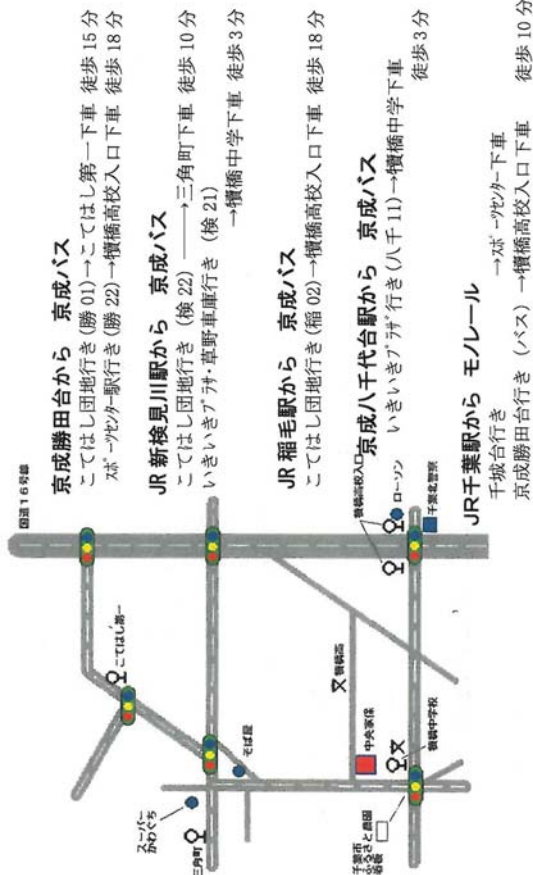 京成勝田台から　京成バス
こてはし団地行き(勝01)→こてはし第一下車 徒歩15分
スポーツセンター駅行き(勝22)→犢橋高校入口下車 徒歩18分
JR新検見川駅から　京成バス
こてはし団地行き (検22) ――→三角町下車 徒歩10分
いきいきプラザ・草野車庫行き (検21)
→犢橋中学下車 徒歩3分
JR稲毛駅から　京成バス
こてはし団地行き(稲02)→犢橋高校入口下車 徒歩18分
京成八千代台駅から　京成バス
いきいきプラザ行き(八千11)→犢橋中学下車
徒歩3分
JR千葉駅から　モノレール
千城台行き　→スポーツセンター下車
京成勝田台行き (バス) →犢橋高校入口下車　徒歩10分
国道16号線
こてはし第一
スーパー
かわぐち
三角町
そば屋
犢橋高校入口
ローソン
千葉北警察
犢橋高
中央家保
犢橋中学校
千葉市
ふるさと農園
看板